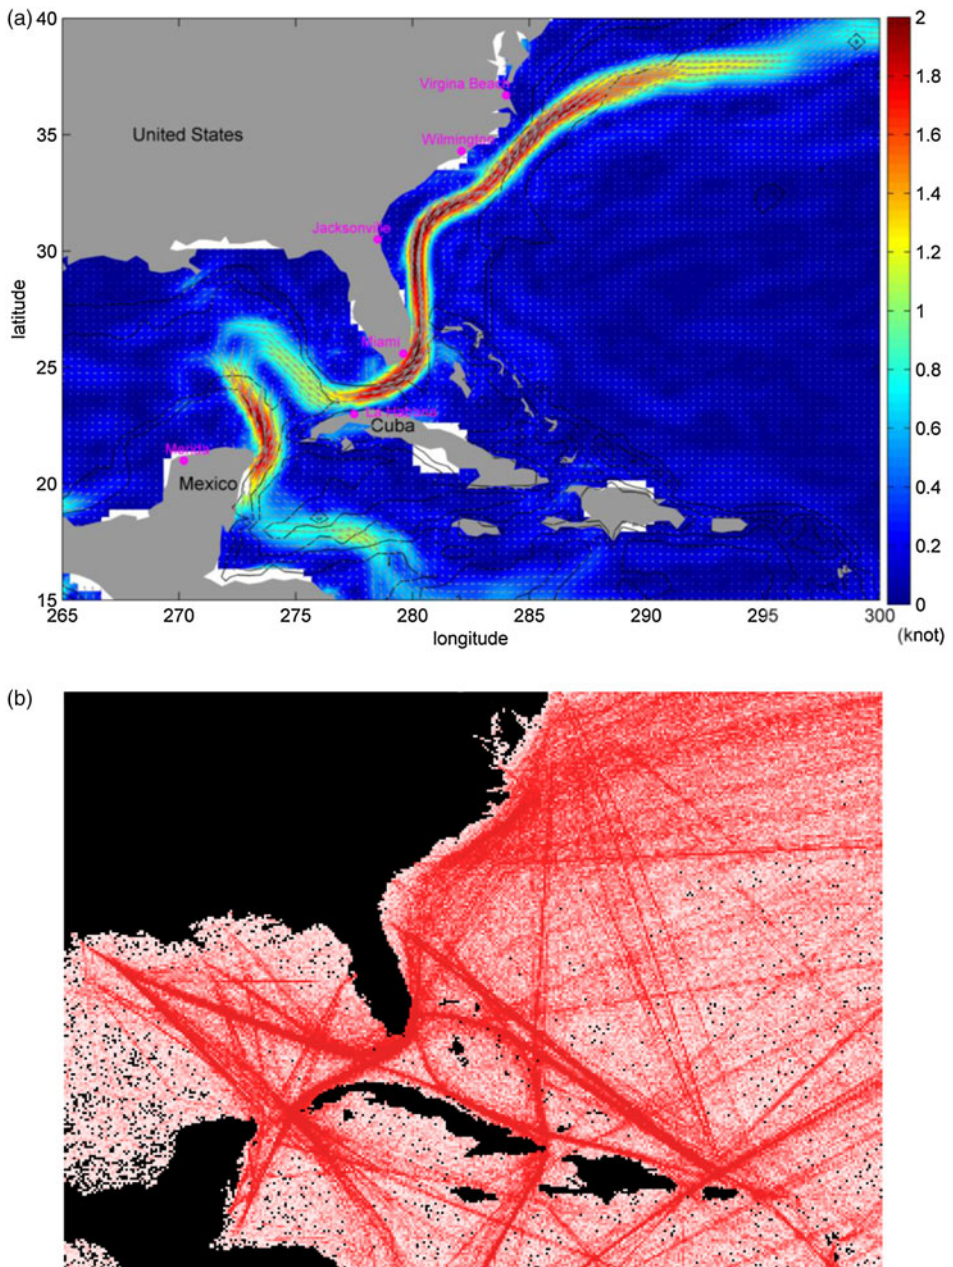 (a)
40
35
30
25
20
15
latitude
265
270
275
280
285
290
295
300
longitude
United States
Virgina Beach
Wilmington
Jacksonville
Miami
La Habana
Cuba
Merida
Mexico
2
1.8
1.6
1.4
1.2
1
0.8
0.6
0.4
0.2
0
(knot)
(b)